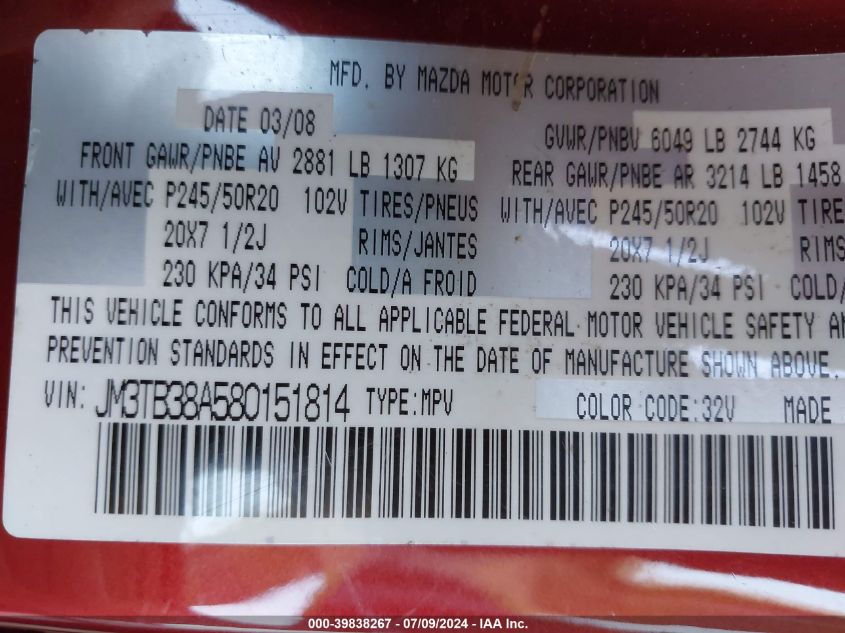 MFD. BY MAZDA MOTOR CORPORATION
DATE 03/08 GVWR/PNBV 6049 LB 2744 KG
FRONT GAWR/PNBE AV 2881 LB 1307 KG REAR GAWR/PNBE AR 3214 LB 1458
WITH/AVEC P245/50R20 102V TIRES/PNEUS WITH/AVEC P245/50R20 102V TIRE
20X7 1/2J RIMS/JANTES 20X7 1/2J RIMS
230 KPA/34 PSI COLD/A FROID 230 KPA/34 PSI COLD/
THIS VEHICLE CONFORMS TO ALL APPLICABLE FEDERAL MOTOR VEHICLE SAFETY AN
PREVENTION STANDARDS IN EFFECT ON THE DATE OF MANUFACTURE SHOWN ABOVE.
VIN: JM3TB38A580151814 TYPE:MPV COLOR CODE:32V MADE
000-39838267 / 07/09/2024 - IAA Inc.